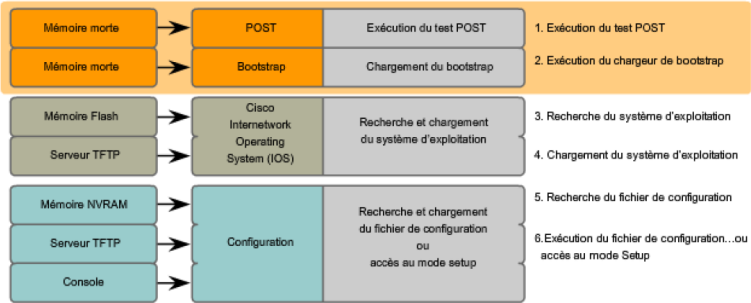 Mémoire morte
POST
Exécution du test POST
1. Exécution du test POST
Mémoire morte
Bootstrap
Chargement du bootstrap
2. Exécution du chargeur de bootstrap
Mémoire Flash
Serveur TFTP
Cisco
Internetwork
Operating
System (IOS)
Recherche et chargement
du système d'exploitation
3. Recherche du système d'exploitation
4. Chargement du système d'exploitation
Mémoire NVRAM
Serveur TFTP
Console
Configuration
Recherche et chargement
du fichier de configuration
ou
accès au mode setup
5. Recherche du fichier de configuration
6.Exécution du fichier de configuration...ou
accès au mode Setup